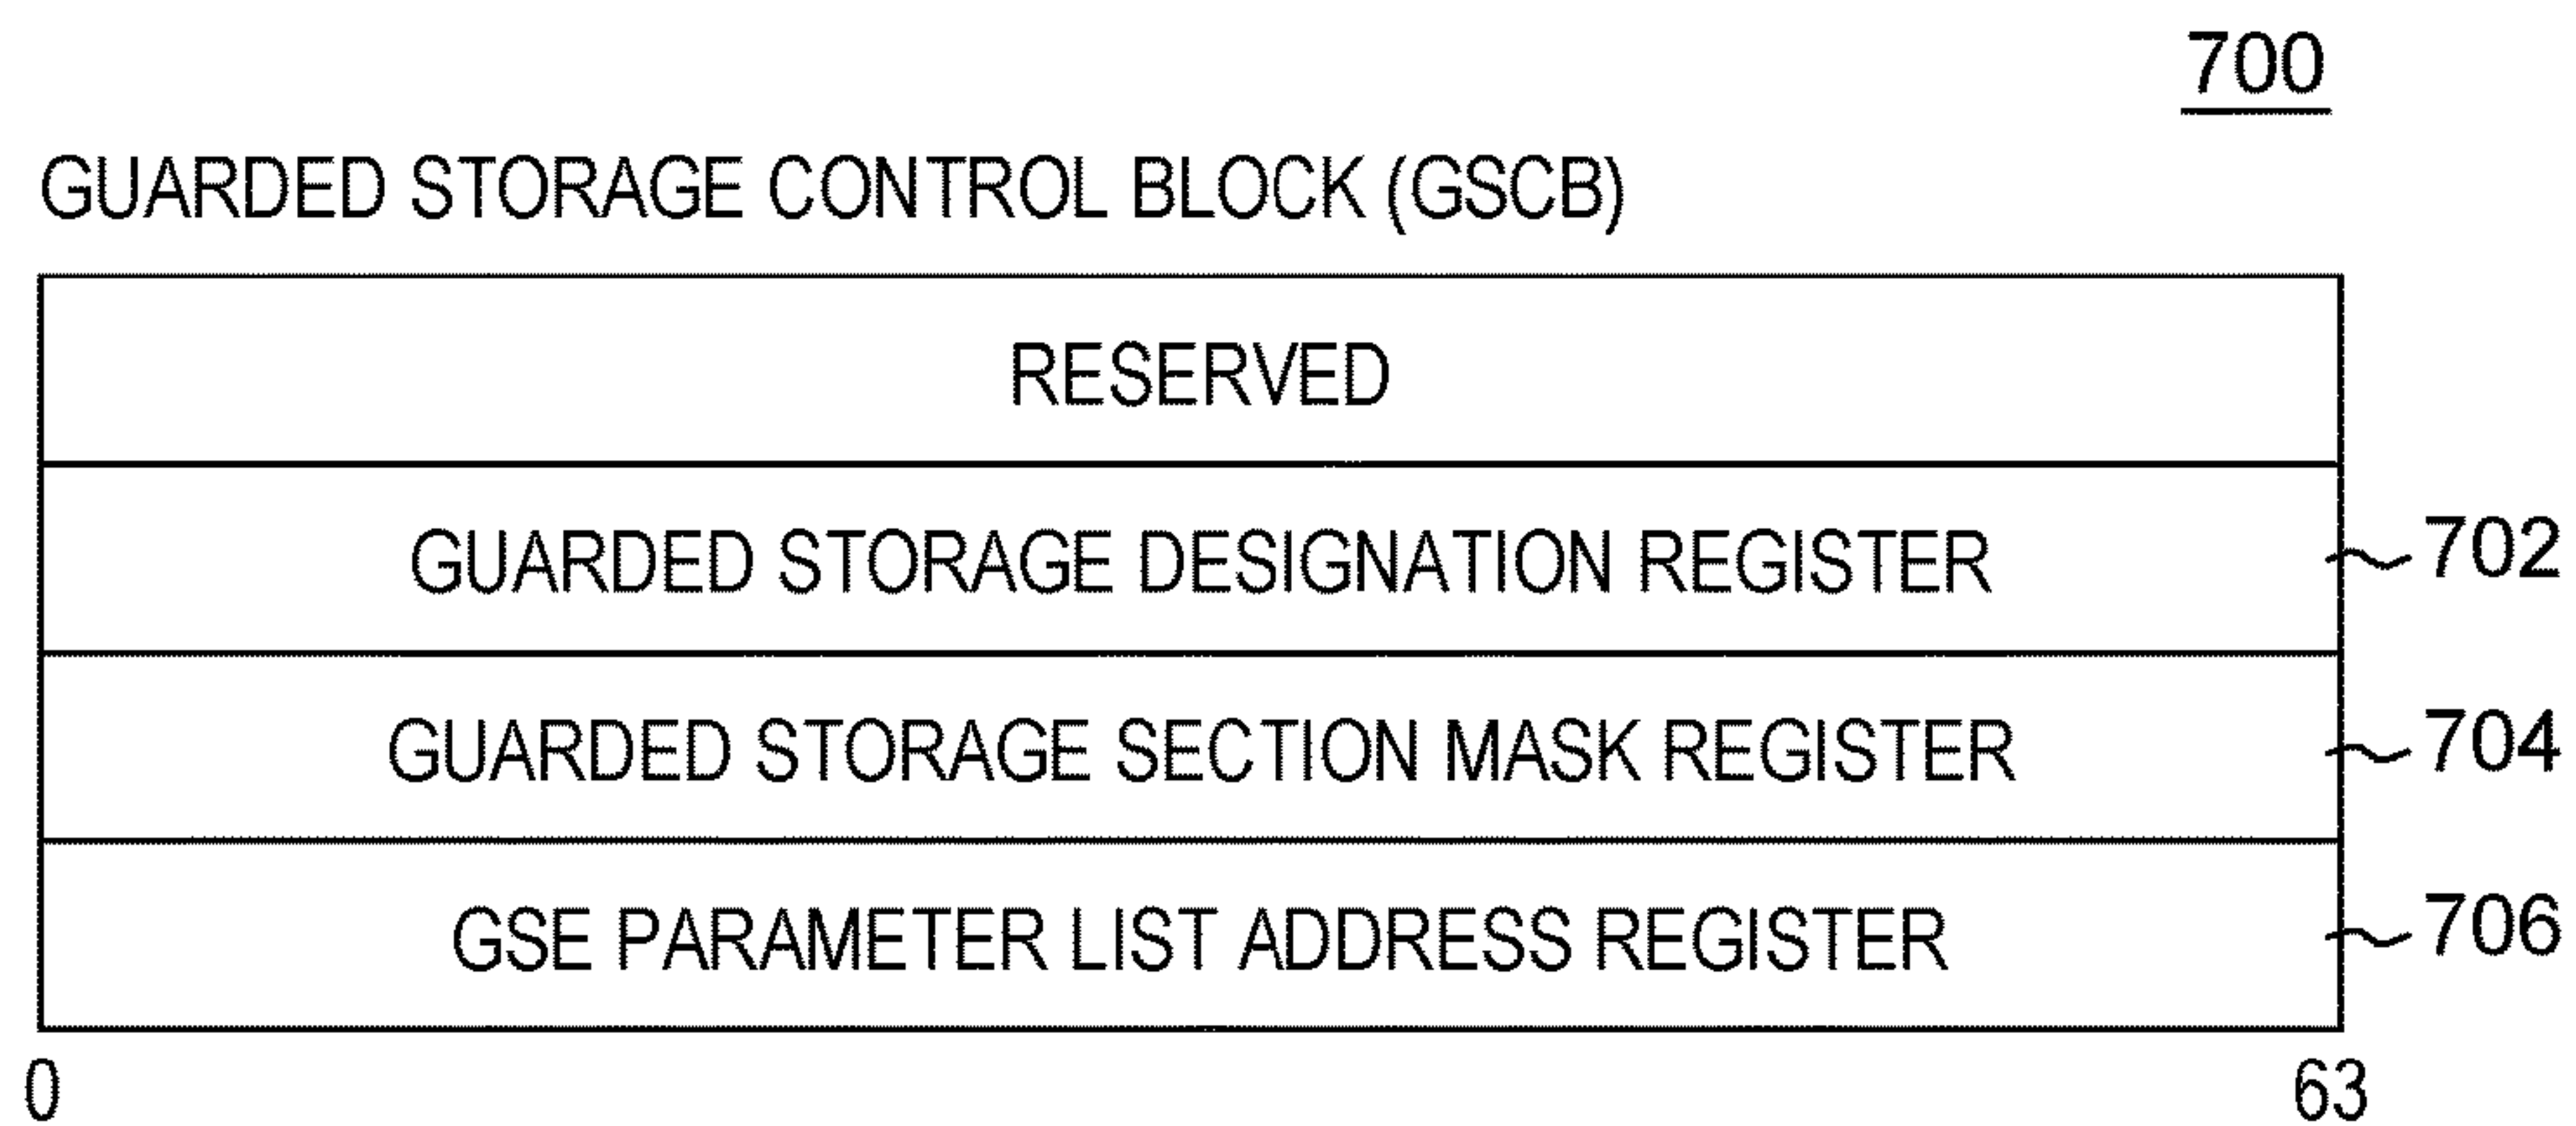 700
GUARDED STORAGE CONTROL BLOCK (GSCB)
RESERVED
GUARDED STORAGE DESIGNATION REGISTER 702
GUARDED STORAGE SECTION MASK REGISTER 704
GSE PARAMETER LIST ADDRESS REGISTER 706
0 63